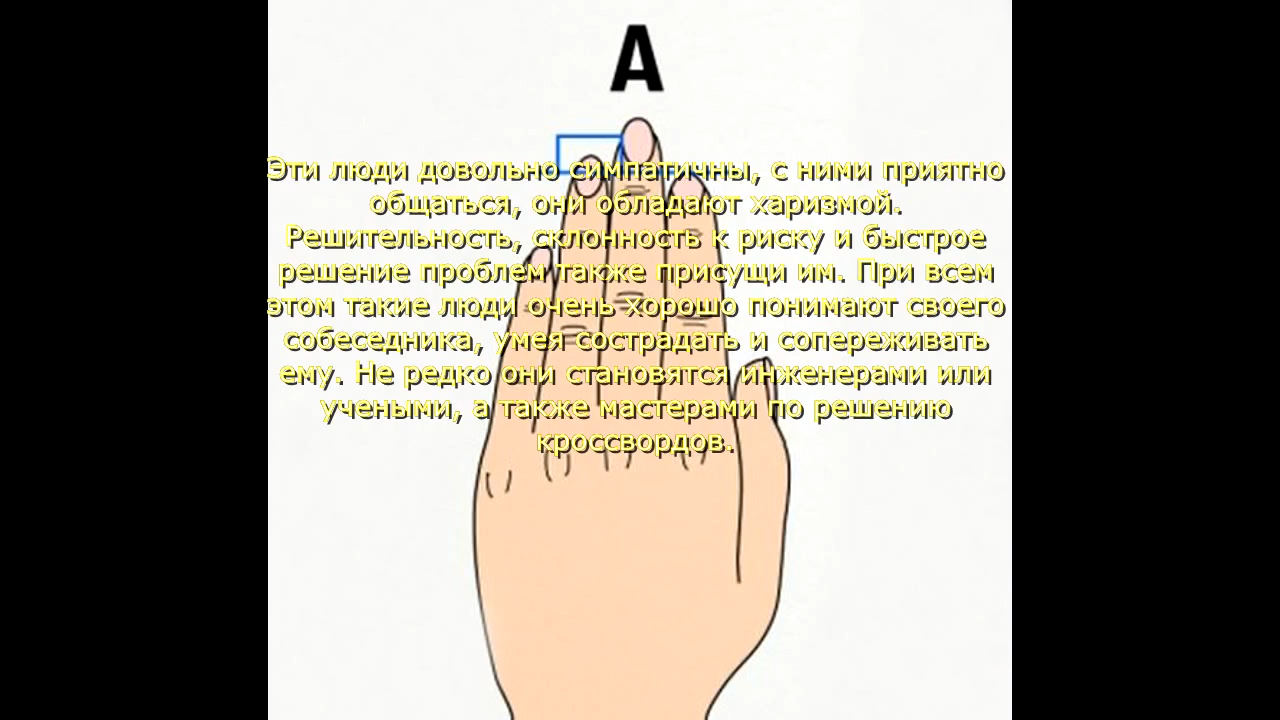 A
Эти люди довольно симпатичны, с ними приятно
общаться, они обладают харизмой.
Решительность, склонность к риску и быстрое
решение проблем также присущи им. При всем
этом такие люди очень хорошо понимают своего
собеседника, умея сострадать и сопереживать
ему. Не редко они становятся инженерами или
учеными, а также мастерами по решению
кроссвордов.